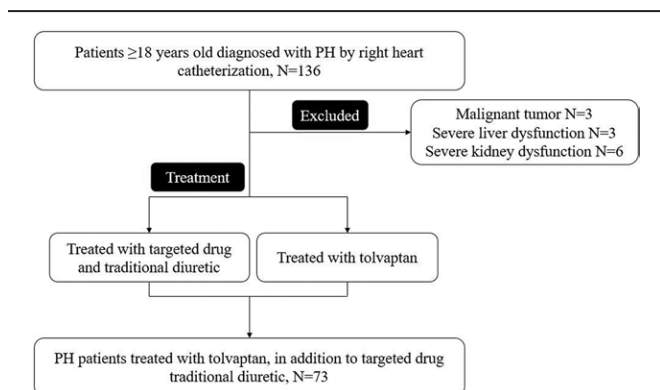 Patients ≥18 years old diagnosed with PH by right heart
catheterization, N=136
Excluded
Malignant tumor N=3
Severe liver dysfunction N=3
Severe kidney dysfunction N=6
Treatment
Treated with targeted drug
and traditional diuretic
Treated with tolvaptan
PH patients treated with tolvaptan, in addition to targeted drug
traditional diuretic, N=73